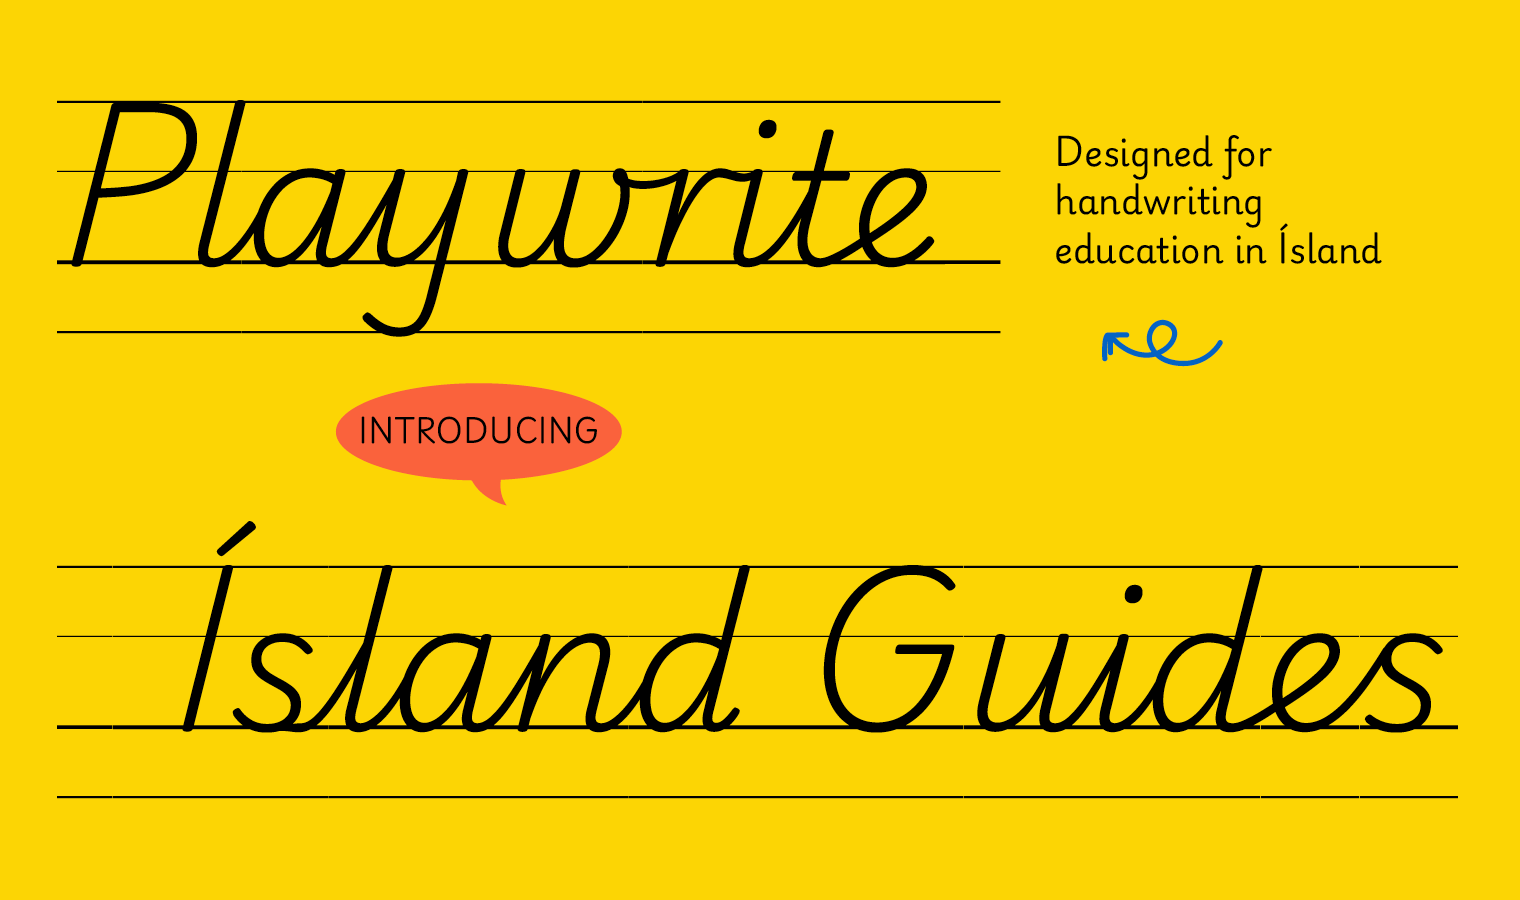 Playwrite
Designed for
handwriting
education in Ísland
INTRODUCING
Ísland Guides